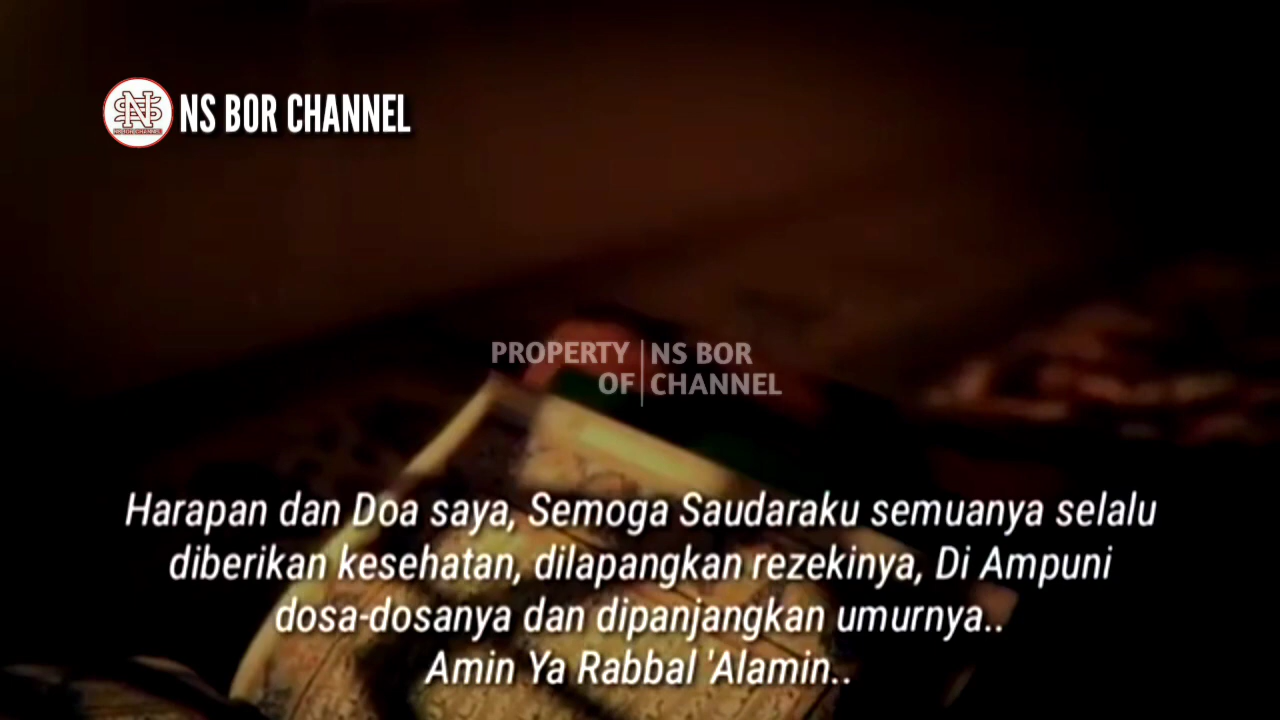 NS BOR CHANNEL
PROPERTY OF
NS BOR CHANNEL
Harapan dan Doa saya, Semoga Saudaraku semuanya selalu
diberikan kesehatan, dilapangkan rezekinya, Di Ampuni
dosa-dosanya dan dipanjangkan umurnya..
Amin Ya Rabbal 'Alamin..